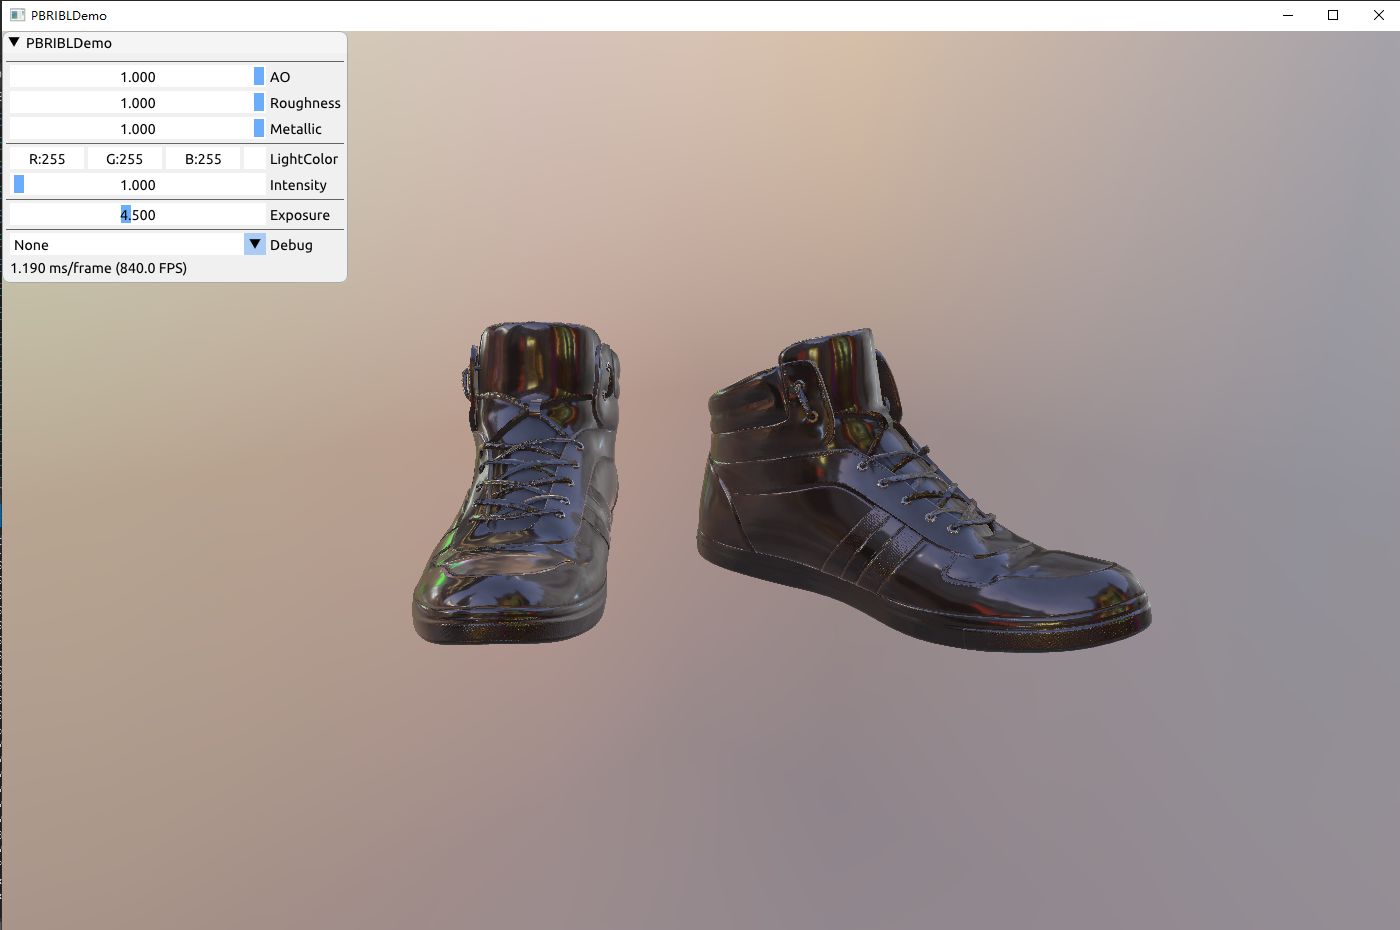 PBRIBLDemo
PBRIBLDemo
1.000 AO
1.000 Roughness
1.000 Metallic
R:255 G:255 B:255 LightColor
1.000 Intensity
4.500 Exposure
None Debug
1.190 ms/frame (840.0 FPS)